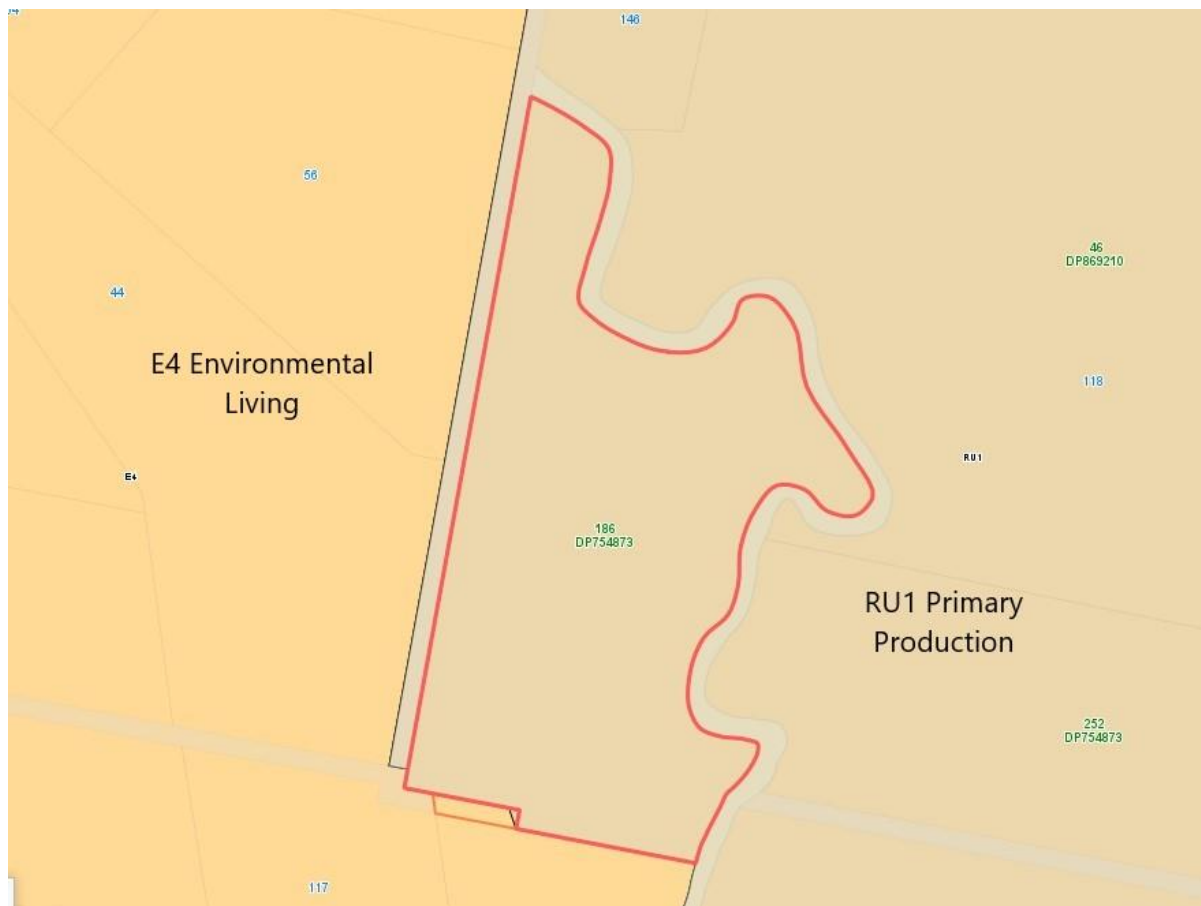 146
56
46
DP869210
44
E4 Environmental
Living
118
E4
RU1
186
DP754873
RU1 Primary
Production
252
DP754873
117